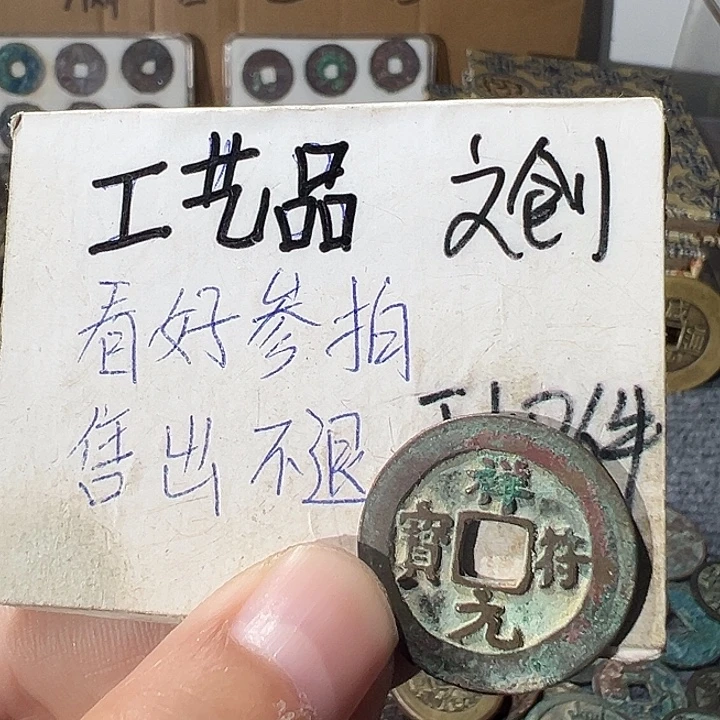 工艺品 文创
看好参拍
售出不退
祥符元寶